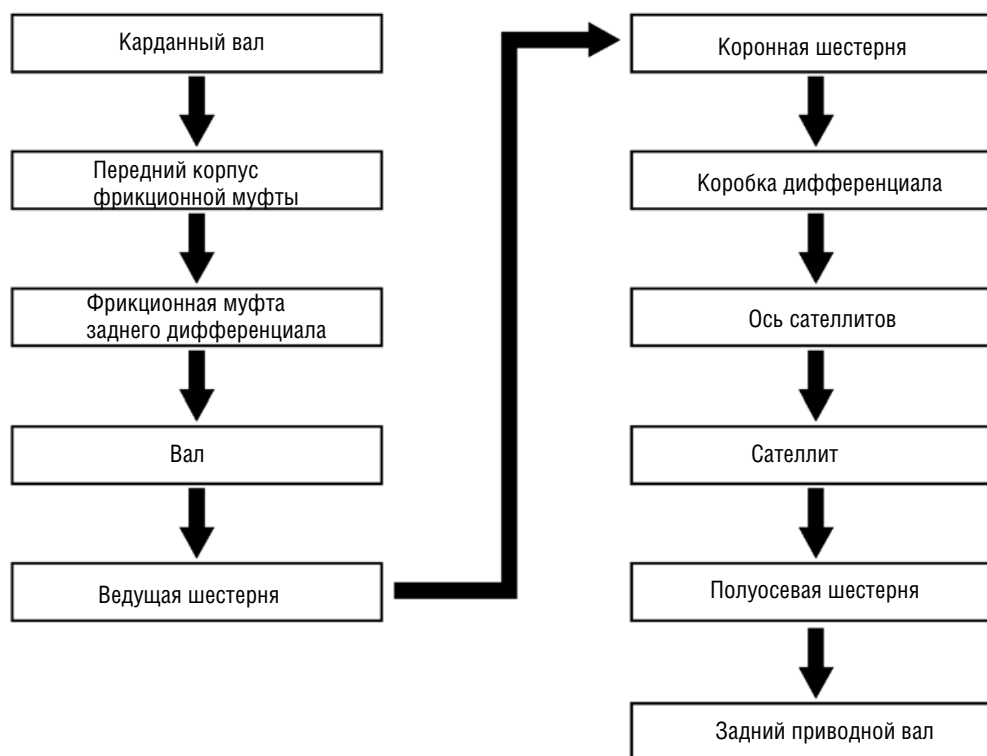 Карданный вал
Передний корпус
фрикционной муфты
Фрикционная муфта
заднего дифференциала
Вал
Ведущая шестерня
Коронная шестерня
Коробка дифференциала
Ось сателлитов
Сателлит
Полуосевая шестерня
Задний приводной вал